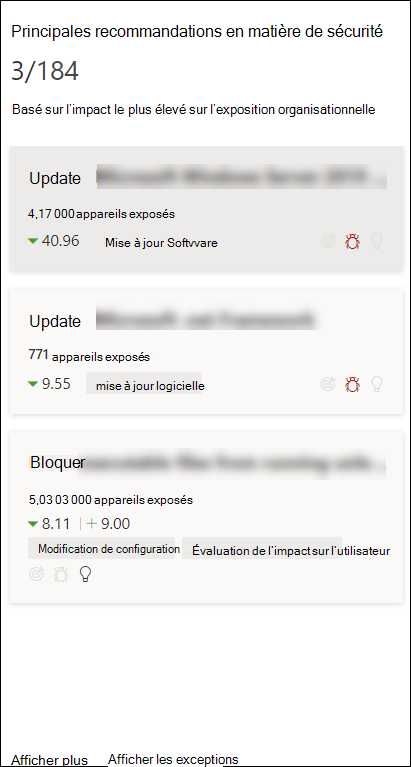 Principales recommandations en matière de sécurité
3/184
Basé sur l'impact le plus élevé sur l'exposition organisationnelle
Update
4,17 000 appareils exposés
40.96 Mise à jour Softvvare
Update
771 appareils exposés
9.55 mise à jour logicielle
Bloquer
5,03 03 000 appareils exposés
8.11 | + 9.00
Modification de configuration Évaluation de l'impact sur l'utilisateur
Afficher plus Afficher les exceptions